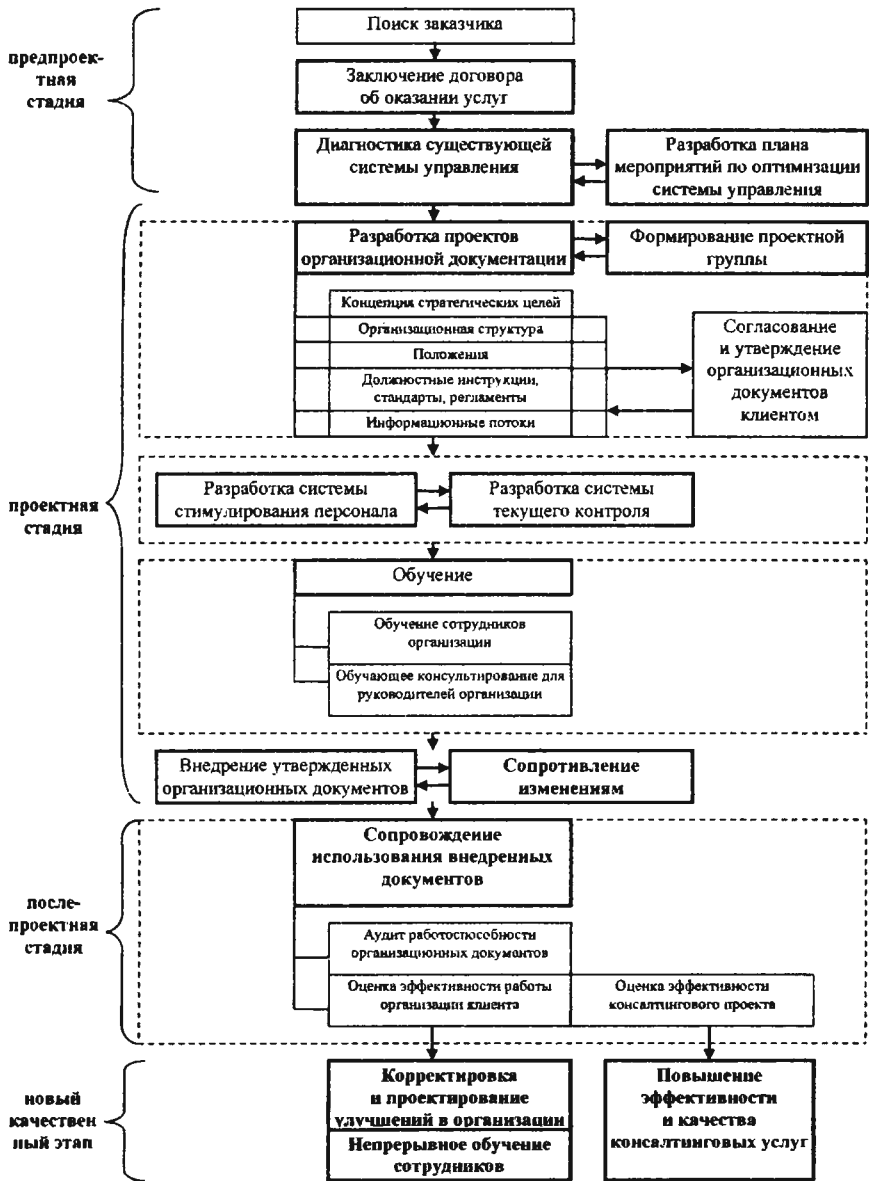 Поиск заказчика
предпроек-
тная
стадия
Заключение договора
об оказании услуг
Диагностика существующей
системы управления
Разработка плана
мероприятий по оптимизации
системы управления
проектная
стадия
Разработка проектов
организационной документации
Формирование проектной
группы
Концепция стратегических целей
Организационная структура
Положения
Должностные инструкции,
стандарты, регламенты
Информационные потоки
Согласование
и утверждение
организационных
документов
клиентом
Разработка системы
стимулирования персонала
Разработка системы
текущего контроля
Обучение
Обучение сотрудников
организации
Обучающее консультирование для
руководителей организации
Внедрение утвержденных
организационных документов
Сопротивление
изменениям
после-
проектная
стадия
Сопровождение
использования внедренных
документов
Аудит работоспособности
организационных документов
Оценка эффективности работы
организации клиента
Оценка эффективности
консалтингового проекта
новый
качествен
ный этап
Корректировка
и проектирование
улучшений в организации
Непрерывное обучение
сотрудников
Повышение
эффективности
и качества
консалтинговых услуг